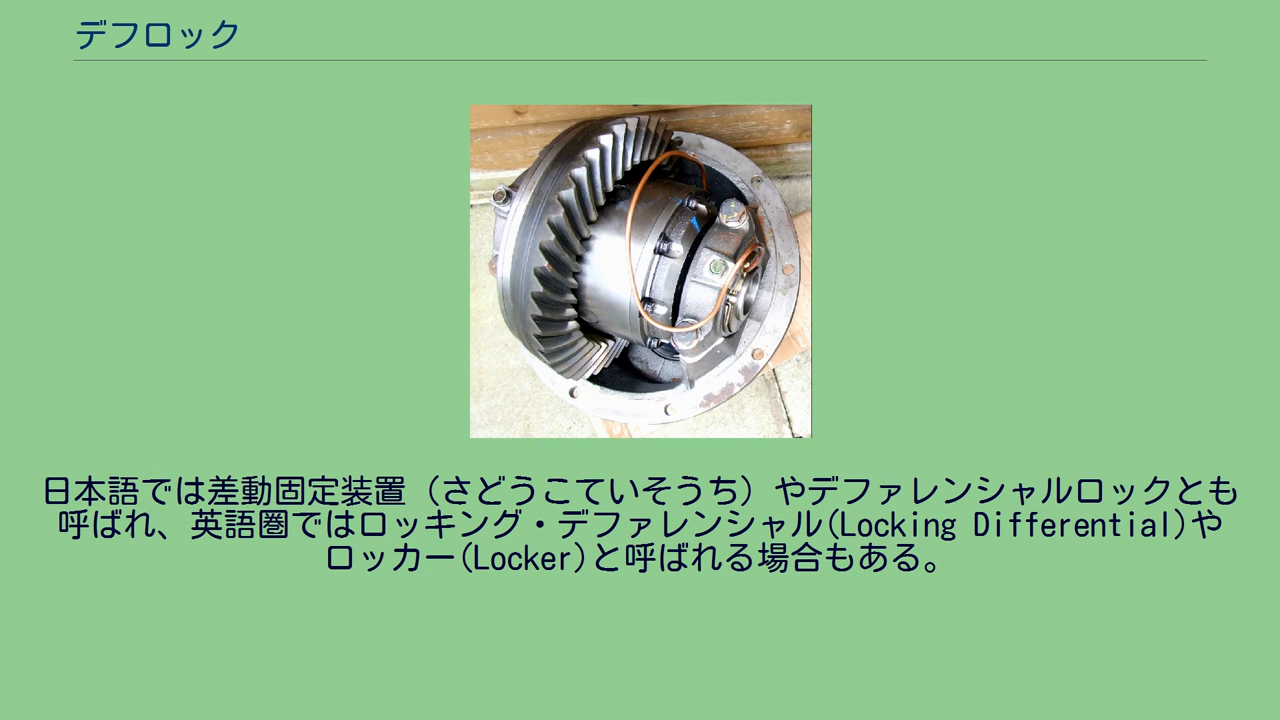 デフロック
日本語では差動固定装置（さどうこていそうち）やデファレンシャルロックとも
呼ばれ、英語圏ではロッキング・デファレンシャル(Locking Differential)や
ロッカー(Locker)と呼ばれる場合もある。